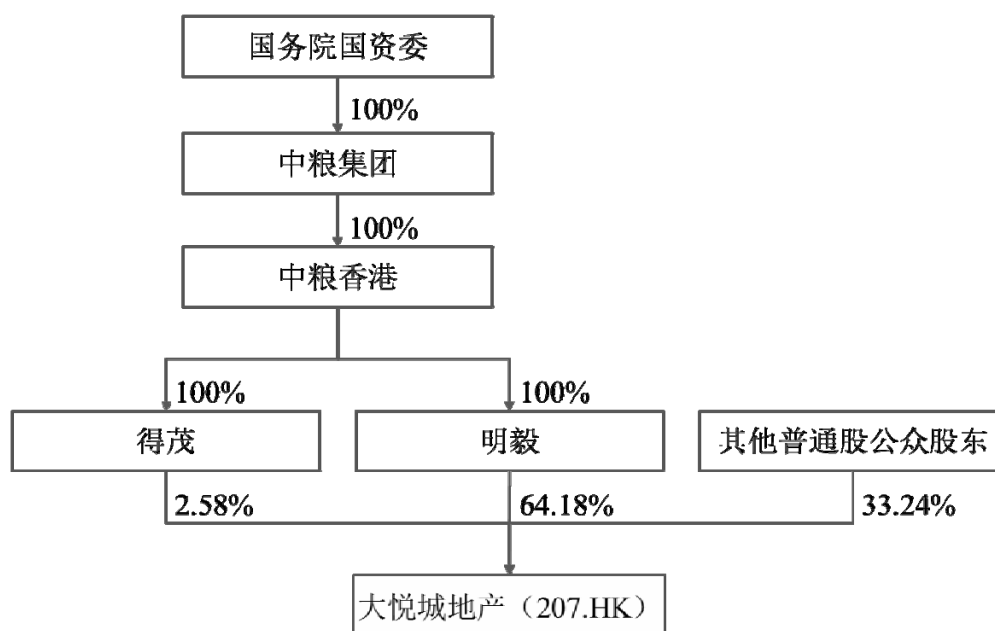 国务院国资委
100%
中粮集团
100%
中粮香港
100%
100%
得茂
明毅
其他普通股公众股东
2.58%
64.18%
33.24%
大悦城地产（207.HK）